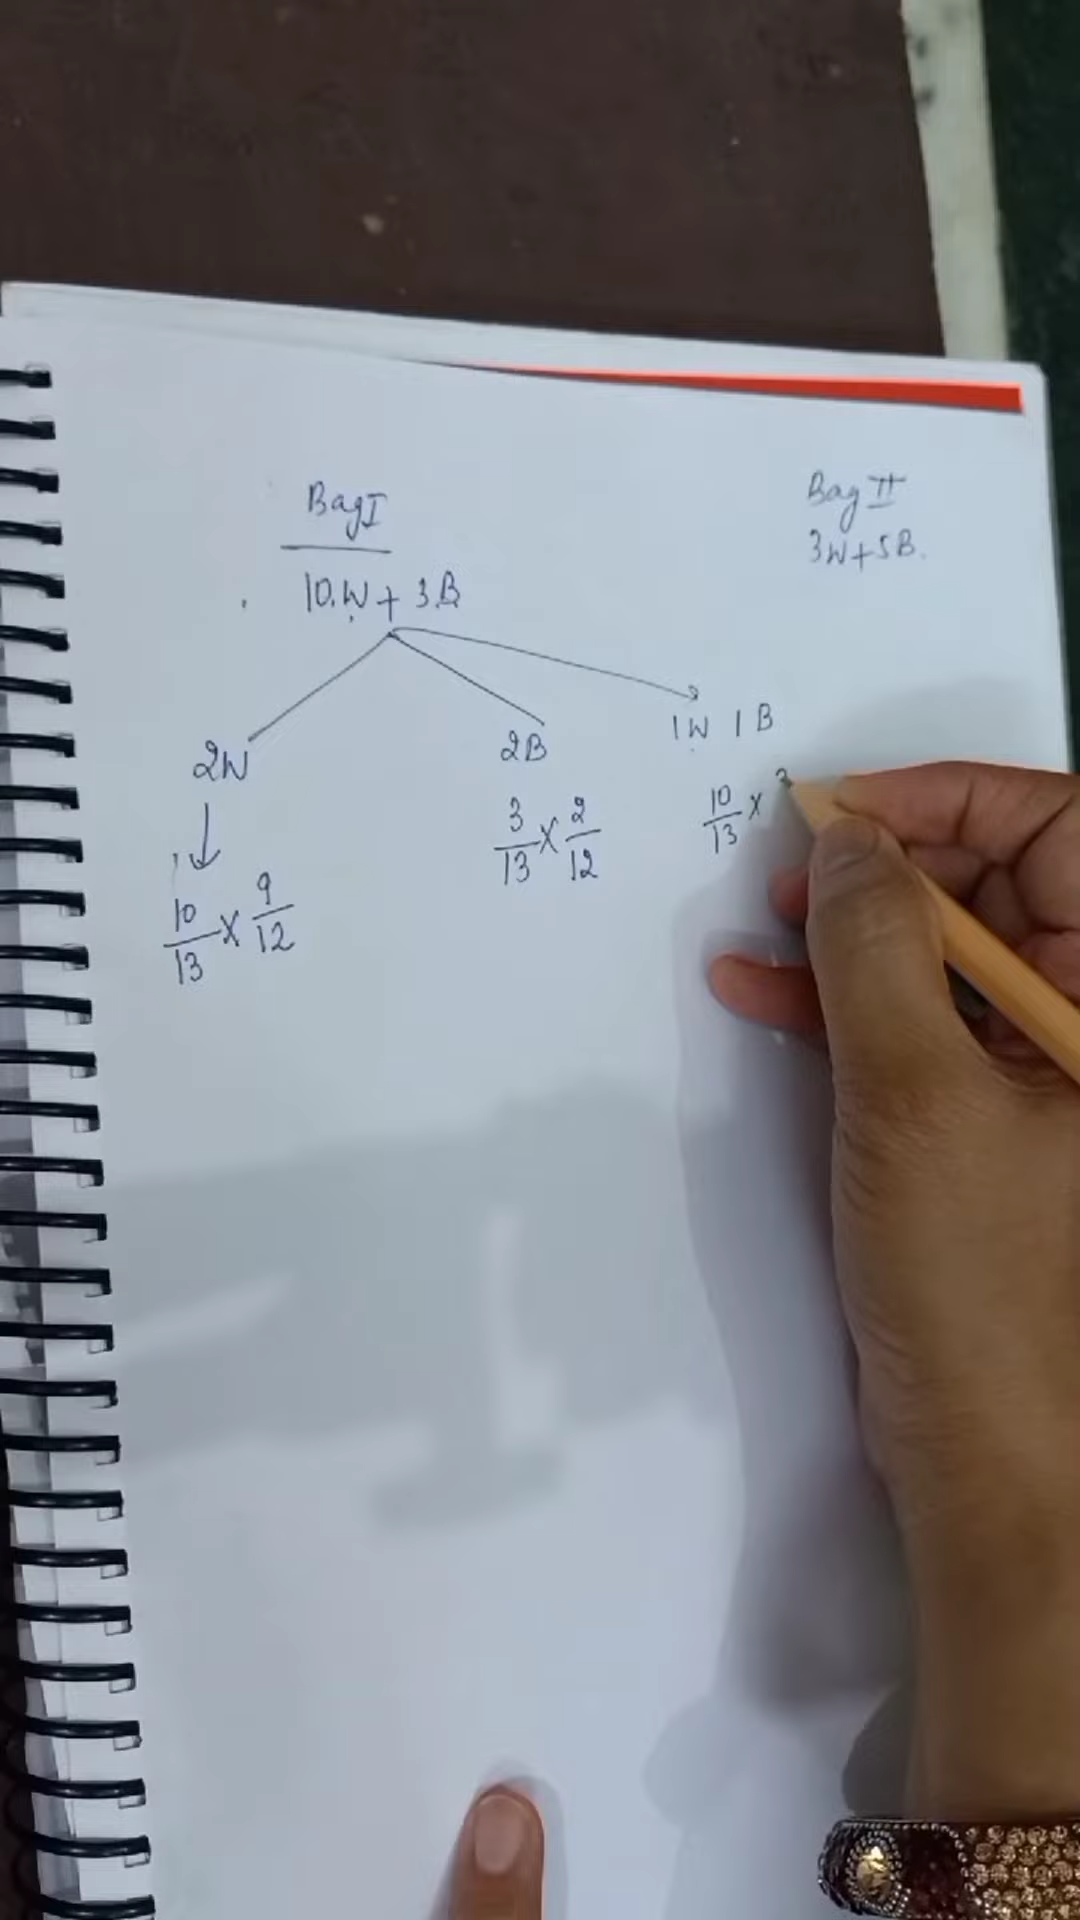 Bag I
10W + 3B
Bag II
3W + 5B.
2W
2B
1W 1B
10/13 × 9/12
3/13 × 2/12
10/13 × 3